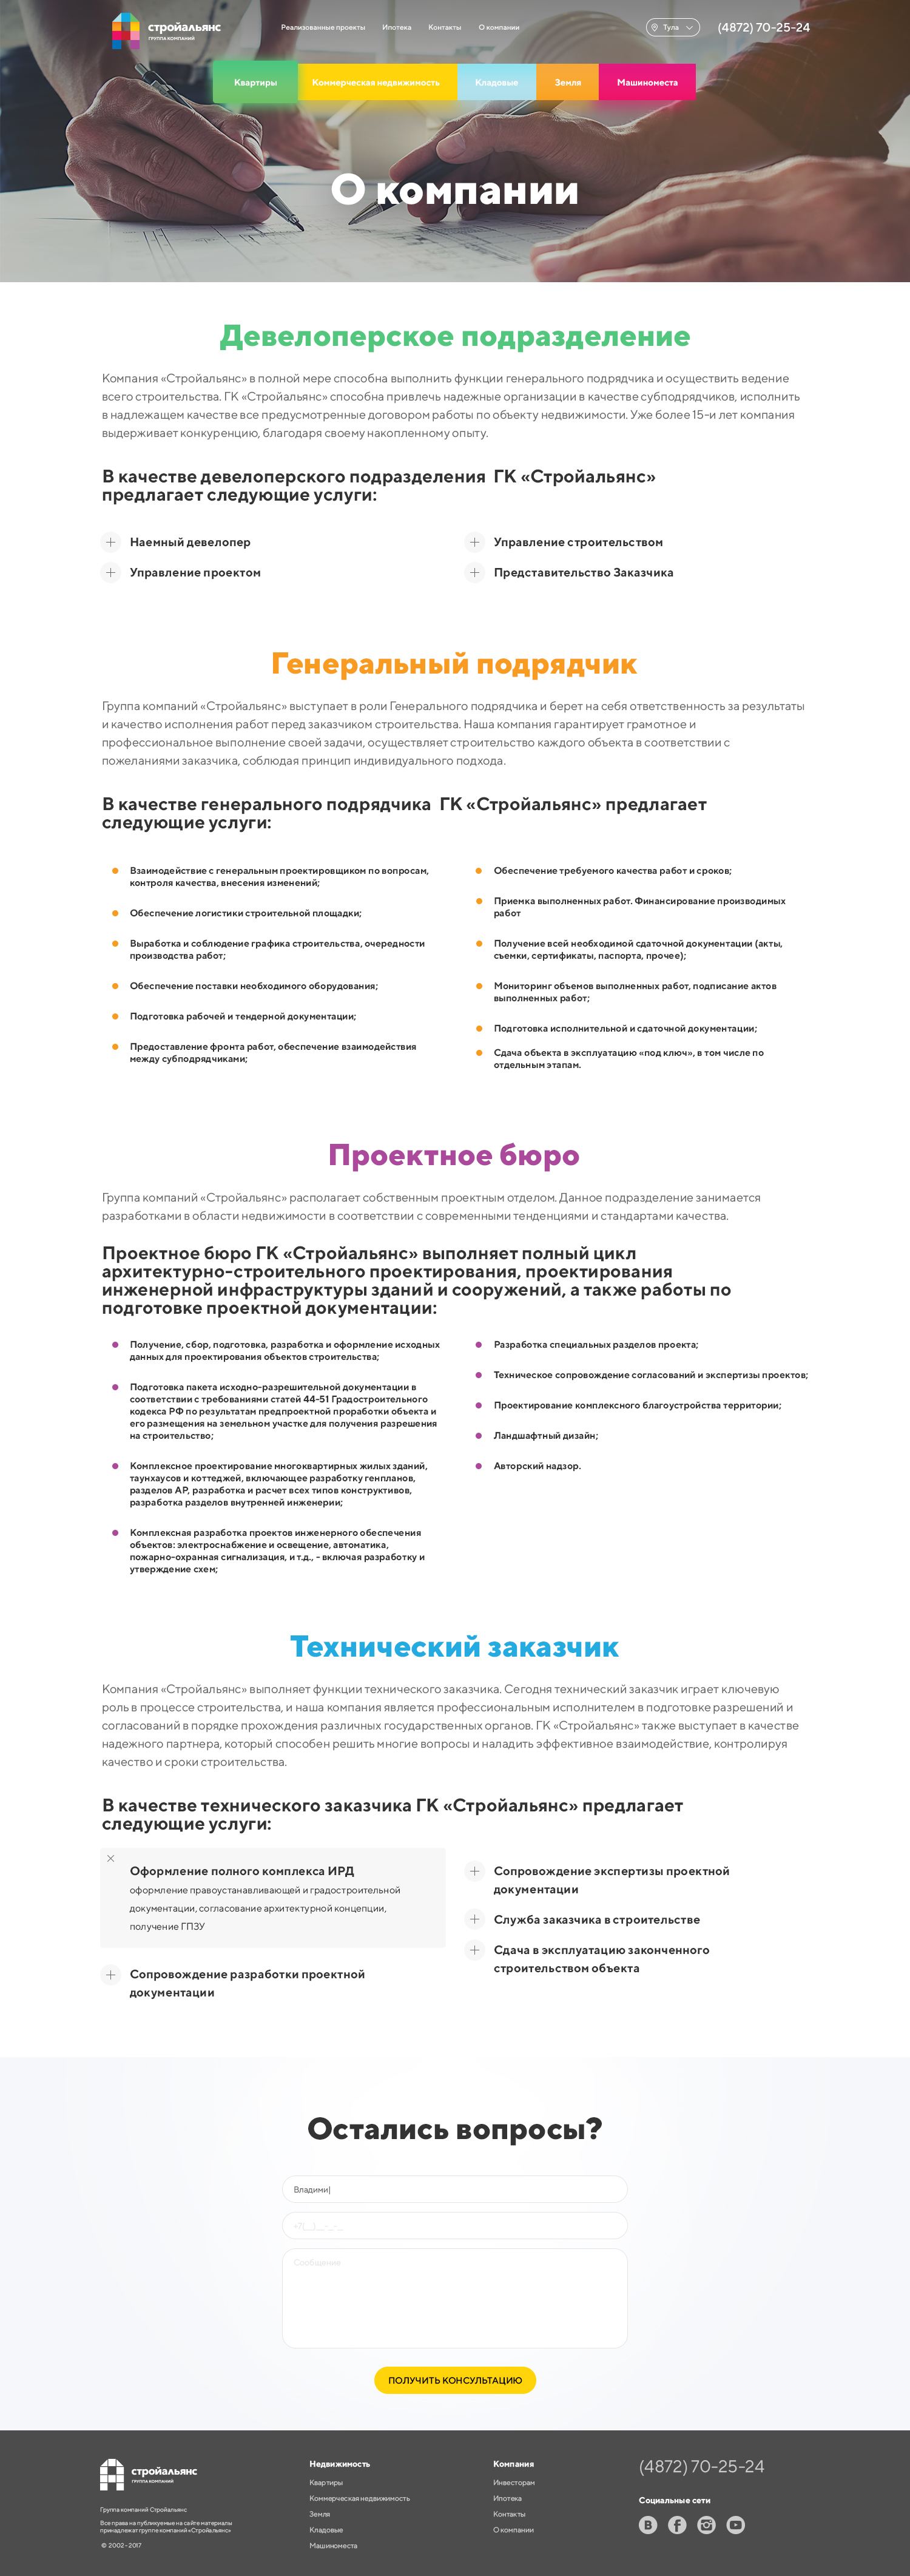 стройальянс
ГРУППА КОМПАНИЙ
Реализованные проекты
Ипотека
Контакты
О компании
Тула
(4872) 70-25-24
Квартиры
Коммерческая недвижимость
Кладовые
Земля
Машиноместа
О компании
Девелоперское подразделение
Компания «Стройальянс» в полной мере способна выполнить функции генерального подрядчика и осуществить ведение
всего строительства. ГК «Стройальянс» способна привлечь надежные организации в качестве субподрядчиков, исполнить
в надлежащем качестве все предусмотренные договором работы по объекту недвижимости. Уже более 15-и лет компания
выдерживает конкуренцию, благодаря своему накопленному опыту.
В качестве девелоперского подразделения ГК «Стройальянс»
предлагает следующие услуги:
Наемный девелопер
Управление проектом
Управление строительством
Представительство Заказчика
Генеральный подрядчик
Группа компаний «Стройальянс» выступает в роли Генерального подрядчика и берет на себя ответственность за результаты
и качество исполнения работ перед заказчиком строительства. Наша компания гарантирует грамотное и
профессиональное выполнение своей задачи, осуществляет строительство каждого объекта в соответствии с
пожеланиями заказчика, соблюдая принцип индивидуального подхода.
В качестве генерального подрядчика ГК «Стройальянс» предлагает
следующие услуги:
Взаимодействие с генеральным проектировщиком по вопросам,
контроля качества, внесения изменений;
Обеспечение логистики строительной площадки;
Выработка и соблюдение графика строительства, очередности
производства работ;
Обеспечение поставки необходимого оборудования;
Подготовка рабочей и тендерной документации;
Предоставление фронта работ, обеспечение взаимодействия
между субподрядчиками;
Обеспечение требуемого качества работ и сроков;
Приемка выполненных работ. Финансирование производимых
работ
Получение всей необходимой сдаточной документации (акты,
съемки, сертификаты, паспорта, прочее);
Мониторинг объемов выполненных работ, подписание актов
выполненных работ;
Подготовка исполнительной и сдаточной документации;
Сдача объекта в эксплуатацию «под ключ», в том числе по
отдельным этапам.
Проектное бюро
Группа компаний «Стройальянс» располагает собственным проектным отделом. Данное подразделение занимается
разработками в области недвижимости в соответствии с современными тенденциями и стандартами качества.
Проектное бюро ГК «Стройальянс» выполняет полный цикл
архитектурно-строительного проектирования, проектирования
инженерной инфраструктуры зданий и сооружений, а также работы по
подготовке проектной документации:
Получение, сбор, подготовка, разработка и оформление исходных
данных для проектирования объектов строительства;
Подготовка пакета исходно-разрешительной документации в
соответствии с требованиями статей 44-51 Градостроительного
кодекса РФ по результатам предпроектной проработки объекта и
его размещения на земельном участке для получения разрешения
на строительство;
Комплексное проектирование многоквартирных жилых зданий,
таунхаусов и коттеджей, включающее разработку генпланов,
разделов АР, разработка и расчет всех типов конструктивов,
разработка разделов внутренней инженерии;
Комплексная разработка проектов инженерного обеспечения
объектов: электроснабжение и освещение, автоматика,
пожарно-охранная сигнализация, и т.д., - включая разработку и
утверждение схем;
Разработка специальных разделов проекта;
Техническое сопровождение согласований и экспертизы проектов;
Проектирование комплексного благоустройства территории;
Ландшафтный дизайн;
Авторский надзор.
Технический заказчик
Компания «Стройальянс» выполняет функции технического заказчика. Сегодня технический заказчик играет ключевую
роль в процессе строительства, и наша компания является профессиональным исполнителем в подготовке разрешений и
согласований в порядке прохождения различных государственных органов. ГК «Стройальянс» также выступает в качестве
надежного партнера, который способен решить многие вопросы и наладить эффективное взаимодействие, контролируя
качество и сроки строительства.
В качестве технического заказчика ГК «Стройальянс» предлагает
следующие услуги:
Оформление полного комплекса ИРД
оформление правоустанавливающей и градостроительной
документации, согласование архитектурной концепции,
получение ГПЗУ
Сопровождение разработки проектной
документации
Сопровождение экспертизы проектной
документации
Служба заказчика в строительстве
Сдача в эксплуатацию законченного
строительством объекта
Остались вопросы?
Владими|
+7(__)__-_-_
Сообщение
ПОЛУЧИТЬ КОНСУЛЬТАЦИЮ
стройальянс
ГРУППА КОМПАНИЙ
Группа компаний Стройальянс
Все права на публикуемые на сайте материалы
принадлежат группе компаний «Стройальянс»
© 2002 - 2017
Недвижимость
Квартиры
Коммерческая недвижимость
Земля
Кладовые
Машиноместа
Компания
Инвесторам
Ипотека
Контакты
О компании
(4872) 70-25-24
Социальные сети